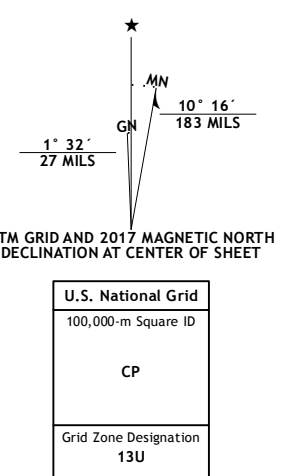 ★
MN
10° 16´
183 MILS
GN
1° 32´
27 MILS
TM GRID AND 2017 MAGNETIC NORTH
DECLINATION AT CENTER OF SHEET
U.S. National Grid
100,000-m Square ID
CP
Grid Zone Designation
13U